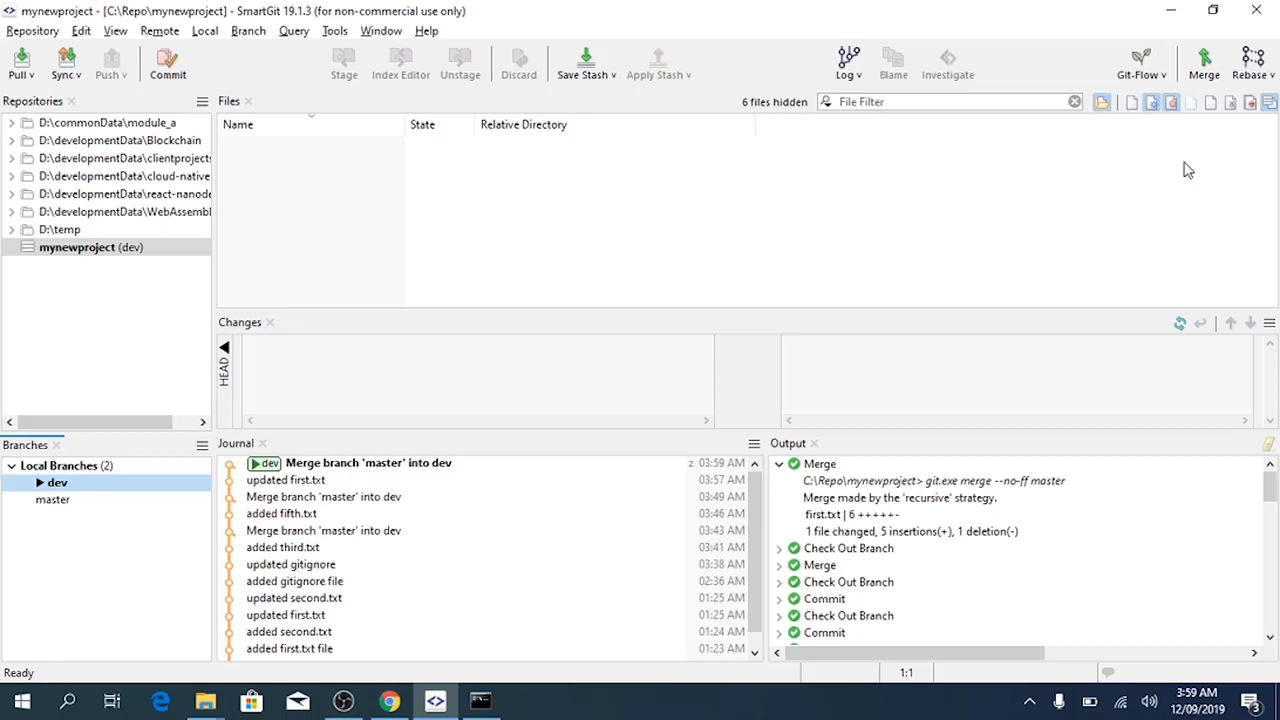 mynewproject - [C:\Repo\mynewproject] - SmartGit 19.1.3 (for non-commercial use only)
Repository Edit View Remote Local Branch Query Tools Window Help
Pull Sync Push Commit Stage Index Editor Unstage Discard Save Stash Apply Stash Log Blame Investigate Git-Flow Merge Rebase
Repositories
Files
6 files hidden
File Filter
D:\commonData\module_a
D:\developmentData\Blockchain
D:\developmentData\clientprojects
D:\developmentData\cloud-native
D:\developmentData\react-nanode
D:\developmentData\WebAssembl
D:\temp
mynewproject (dev)
Name State Relative Directory
Changes
HEAD
Branches
Local Branches (2)
dev
master
Journal
dev Merge branch 'master' into dev z 03:59 AM
updated first.txt 03:57 AM
Merge branch 'master' into dev 03:49 AM
added fifth.txt 03:46 AM
Merge branch 'master' into dev 03:43 AM
added third.txt 03:41 AM
updated gitignore 03:38 AM
added gitignore file 02:36 AM
updated second.txt 01:25 AM
updated first.txt 01:25 AM
added second.txt 01:24 AM
added first.txt file 01:23 AM
Output
Merge
C:\Repo\mynewproject> git.exe merge --no-ff master
Merge made by the 'recursive' strategy.
first.txt | 6 +++++-
1 file changed, 5 insertions(+), 1 deletion(-)
Check Out Branch
Merge
Check Out Branch
Commit
Check Out Branch
Commit
Ready
1:1
3:59 AM
12/09/2019
3